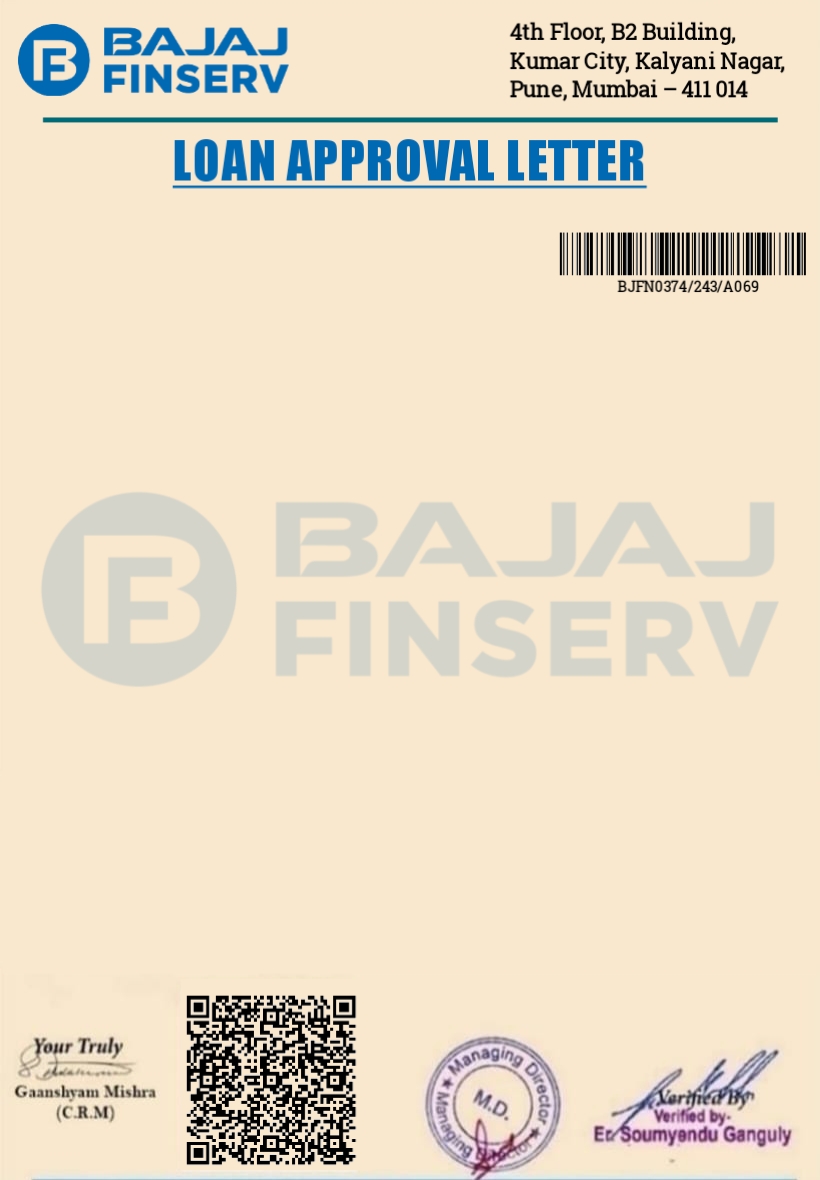 BAJAJ
FINSERV
4th Floor, B2 Building,
Kumar City, Kalyani Nagar,
Pune, Mumbai – 411 014
LOAN APPROVAL LETTER
BJFN0374/243/A069
BAJAJ
FINSERV
Your Truly
Gaanshyam Mishra
(C.R.M)
Managing Director
M.D.
Managing Director
Verified By
Verified by-
Er Soumyendu Ganguly